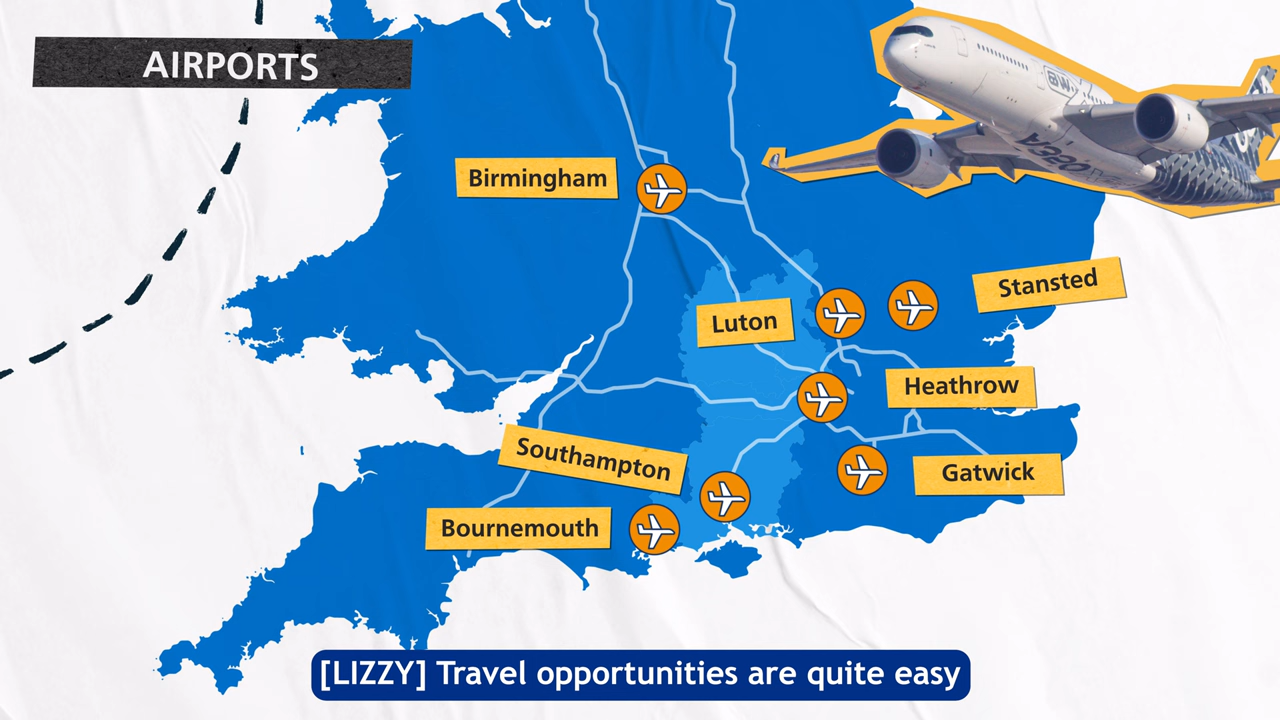 AIRPORTS
Birmingham
Stansted
Luton
Heathrow
Southampton
Gatwick
Bournemouth
[LIZZY] Travel opportunities are quite easy